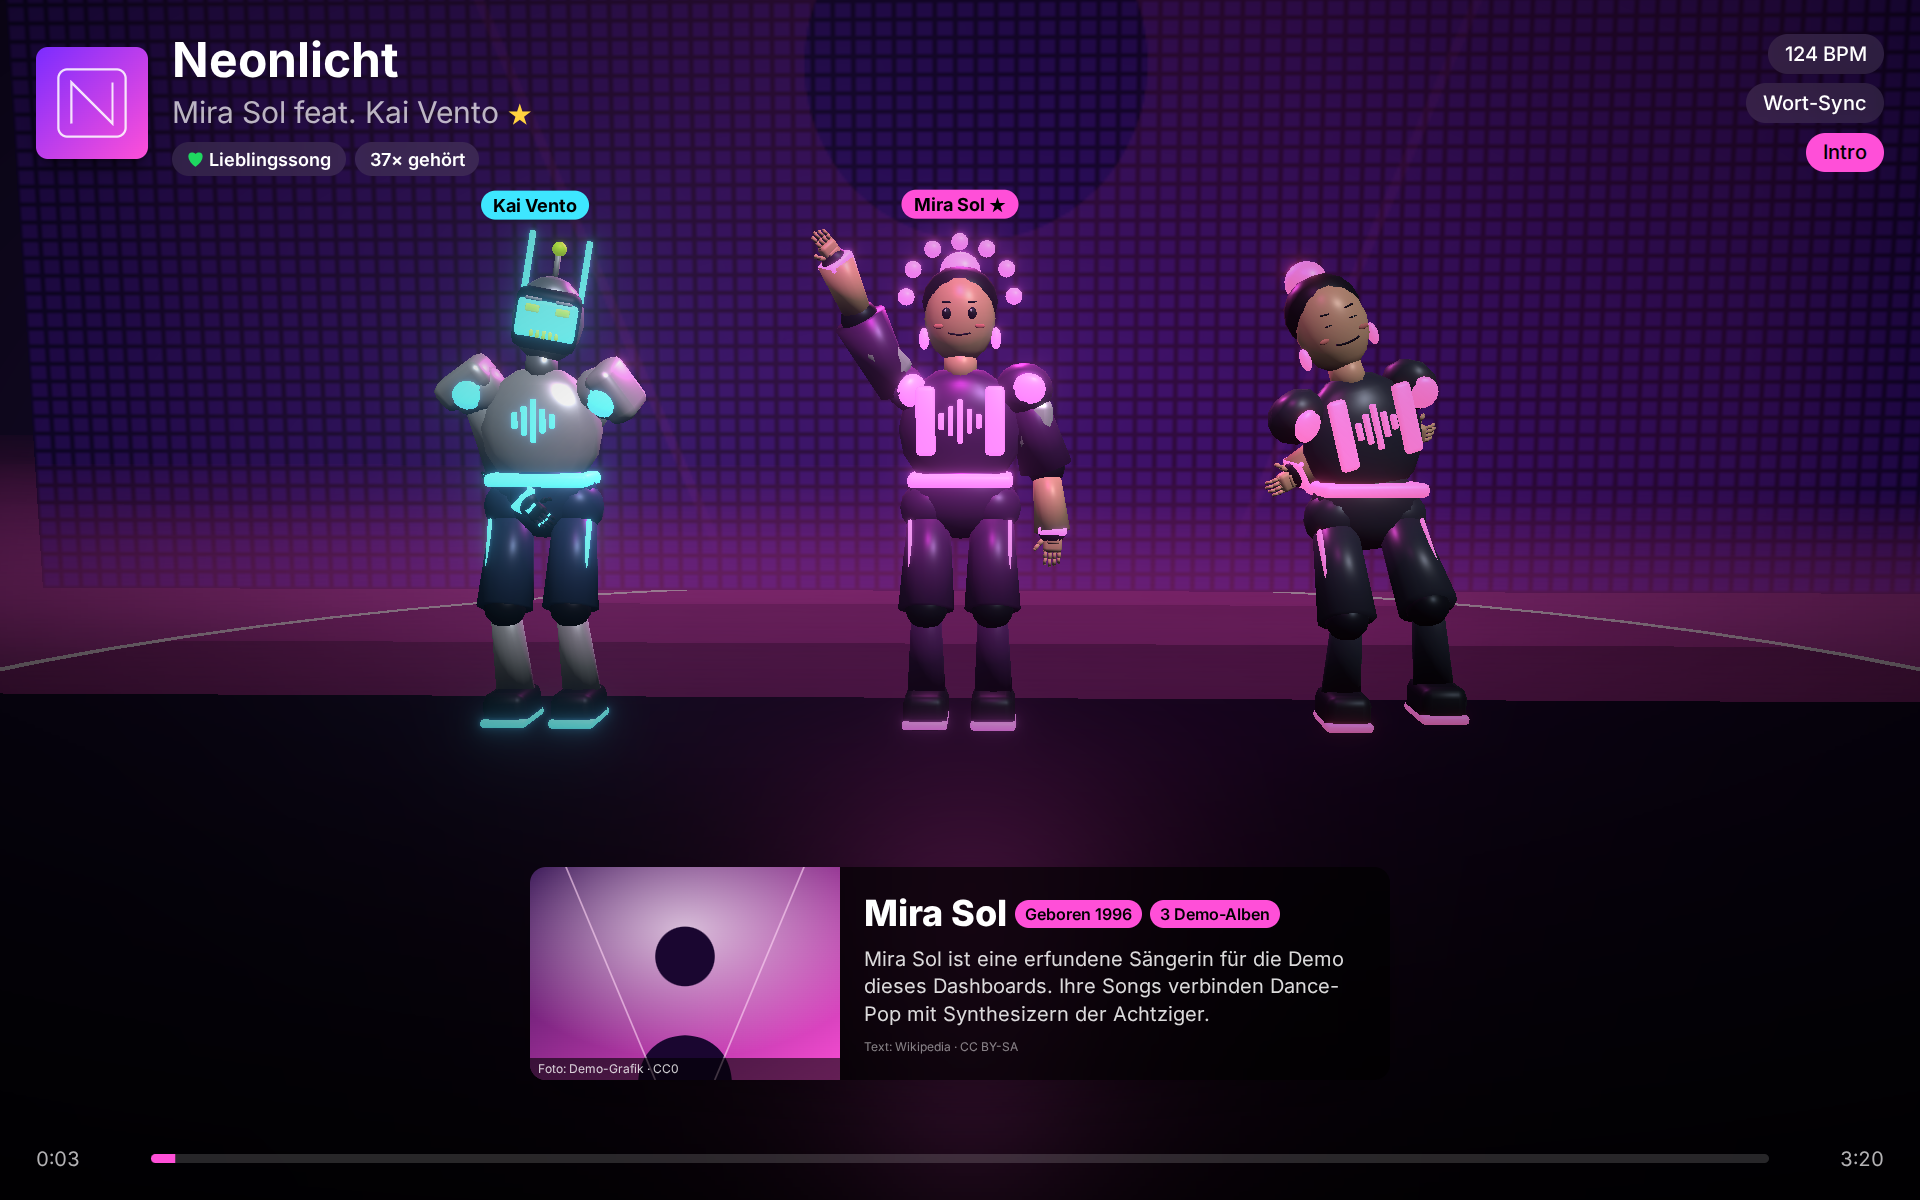 N
Neonlicht
Mira Sol feat. Kai Vento ★
Lieblingssong
37× gehört
124 BPM
Wort-Sync
Intro
Kai Vento
Mira Sol ★
Mira Sol
Geboren 1996
3 Demo-Alben
Mira Sol ist eine erfundene Sängerin für die Demo
dieses Dashboards. Ihre Songs verbinden Dance-
Pop mit Synthesizern der Achtziger.
Text: Wikipedia · CC BY-SA
Foto: Demo-Grafik · CC0
0:03
3:20